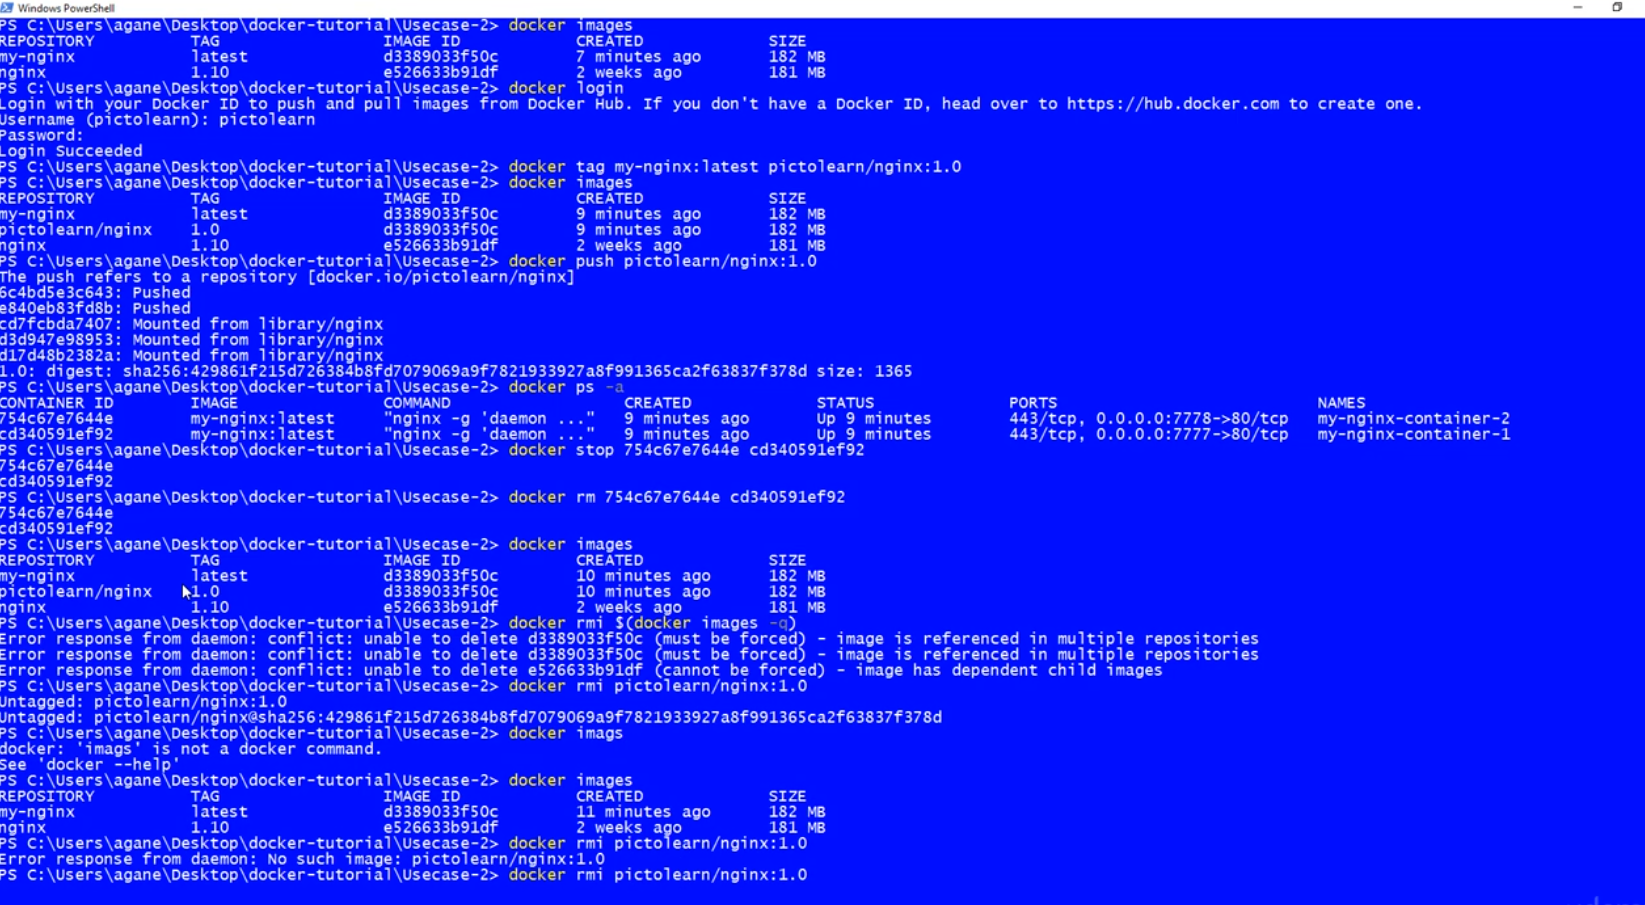 Windows PowerShell
PS C:\Users\agane\Desktop\docker-tutorial\Usecase-2> docker images
REPOSITORY TAG IMAGE ID CREATED SIZE
my-nginx latest d3389033f50c 7 minutes ago 182 MB
nginx 1.10 e526633b91df 2 weeks ago 181 MB
PS C:\Users\agane\Desktop\docker-tutorial\Usecase-2> docker login
Login with your Docker ID to push and pull images from Docker Hub. If you don't have a Docker ID, head over to https://hub.docker.com to create one.
Username (pictolearn): pictolearn
Password:
Login Succeeded
PS C:\Users\agane\Desktop\docker-tutorial\Usecase-2> docker tag my-nginx:latest pictolearn/nginx:1.0
PS C:\Users\agane\Desktop\docker-tutorial\Usecase-2> docker images
REPOSITORY TAG IMAGE ID CREATED SIZE
my-nginx latest d3389033f50c 9 minutes ago 182 MB
pictolearn/nginx 1.0 d3389033f50c 9 minutes ago 182 MB
nginx 1.10 e526633b91df 2 weeks ago 181 MB
PS C:\Users\agane\Desktop\docker-tutorial\Usecase-2> docker push pictolearn/nginx:1.0
The push refers to a repository [docker.io/pictolearn/nginx]
6c4bd5e3c643: Pushed
e840eb83fd8b: Pushed
cd7fcbda7407: Mounted from library/nginx
d3d947e98953: Mounted from library/nginx
d17d48b2382a: Mounted from library/nginx
1.0: digest: sha256:429861f215d726384b8fd7079069a9f7821933927a8f991365ca2f63837f378d size: 1365
PS C:\Users\agane\Desktop\docker-tutorial\Usecase-2> docker ps -a
CONTAINER ID IMAGE COMMAND CREATED STATUS PORTS NAMES
754c67e7644e my-nginx:latest "nginx -g 'daemon ..." 9 minutes ago Up 9 minutes 443/tcp, 0.0.0.0:7778->80/tcp my-nginx-container-2
cd340591ef92 my-nginx:latest "nginx -g 'daemon ..." 9 minutes ago Up 9 minutes 443/tcp, 0.0.0.0:7777->80/tcp my-nginx-container-1
PS C:\Users\agane\Desktop\docker-tutorial\Usecase-2> docker stop 754c67e7644e cd340591ef92
754c67e7644e
cd340591ef92
PS C:\Users\agane\Desktop\docker-tutorial\Usecase-2> docker rm 754c67e7644e cd340591ef92
754c67e7644e
cd340591ef92
PS C:\Users\agane\Desktop\docker-tutorial\Usecase-2> docker images
REPOSITORY TAG IMAGE ID CREATED SIZE
my-nginx latest d3389033f50c 10 minutes ago 182 MB
pictolearn/nginx 1.0 d3389033f50c 10 minutes ago 182 MB
nginx 1.10 e526633b91df 2 weeks ago 181 MB
PS C:\Users\agane\Desktop\docker-tutorial\Usecase-2> docker rmi $(docker images -q)
Error response from daemon: conflict: unable to delete d3389033f50c (must be forced) - image is referenced in multiple repositories
Error response from daemon: conflict: unable to delete d3389033f50c (must be forced) - image is referenced in multiple repositories
Error response from daemon: conflict: unable to delete e526633b91df (cannot be forced) - image has dependent child images
PS C:\Users\agane\Desktop\docker-tutorial\Usecase-2> docker rmi pictolearn/nginx:1.0
Untagged: pictolearn/nginx:1.0
Untagged: pictolearn/nginx@sha256:429861f215d726384b8fd7079069a9f7821933927a8f991365ca2f63837f378d
PS C:\Users\agane\Desktop\docker-tutorial\Usecase-2> docker imags
docker: 'imags' is not a docker command.
See 'docker --help'
PS C:\Users\agane\Desktop\docker-tutorial\Usecase-2> docker images
REPOSITORY TAG IMAGE ID CREATED SIZE
my-nginx latest d3389033f50c 11 minutes ago 182 MB
nginx 1.10 e526633b91df 2 weeks ago 181 MB
PS C:\Users\agane\Desktop\docker-tutorial\Usecase-2> docker rmi pictolearn/nginx:1.0
Error response from daemon: No such image: pictolearn/nginx:1.0
PS C:\Users\agane\Desktop\docker-tutorial\Usecase-2> docker rmi pictolearn/nginx:1.0